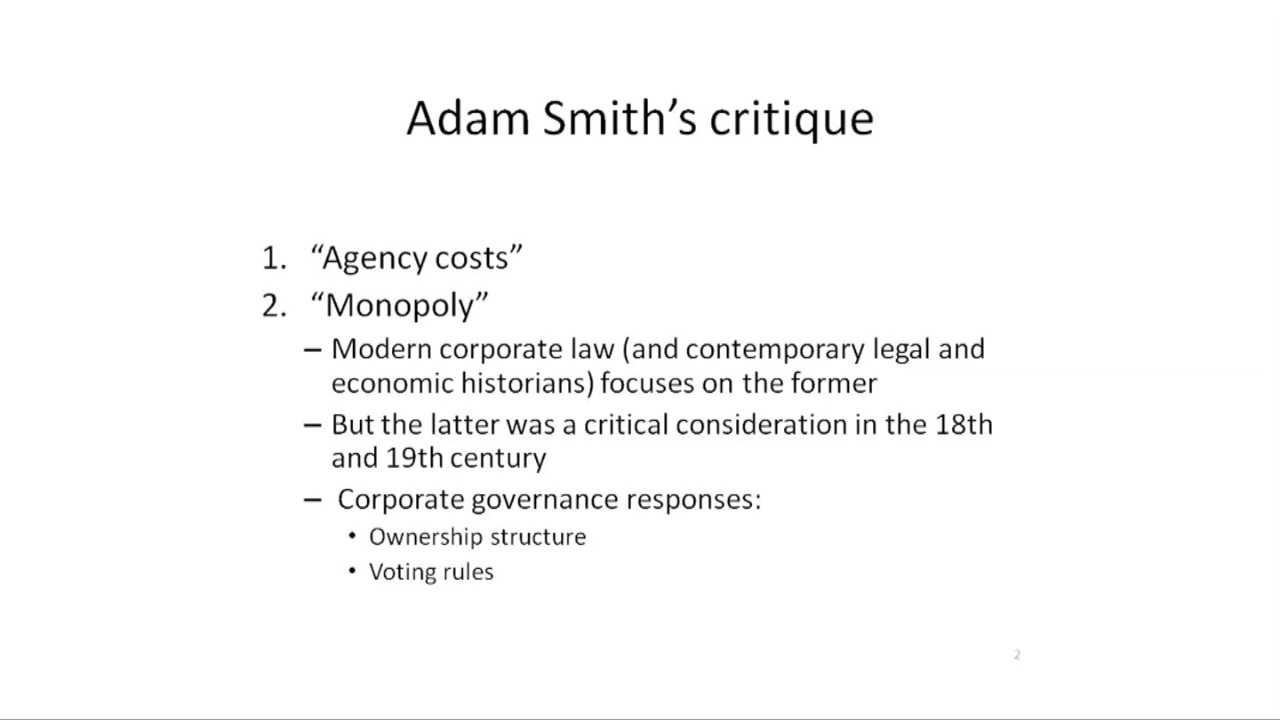 Adam Smith’s critique
1. “Agency costs”
2. “Monopoly”
– Modern corporate law (and contemporary legal and
economic historians) focuses on the former
– But the latter was a critical consideration in the 18th
and 19th century
– Corporate governance responses:
• Ownership structure
• Voting rules
2